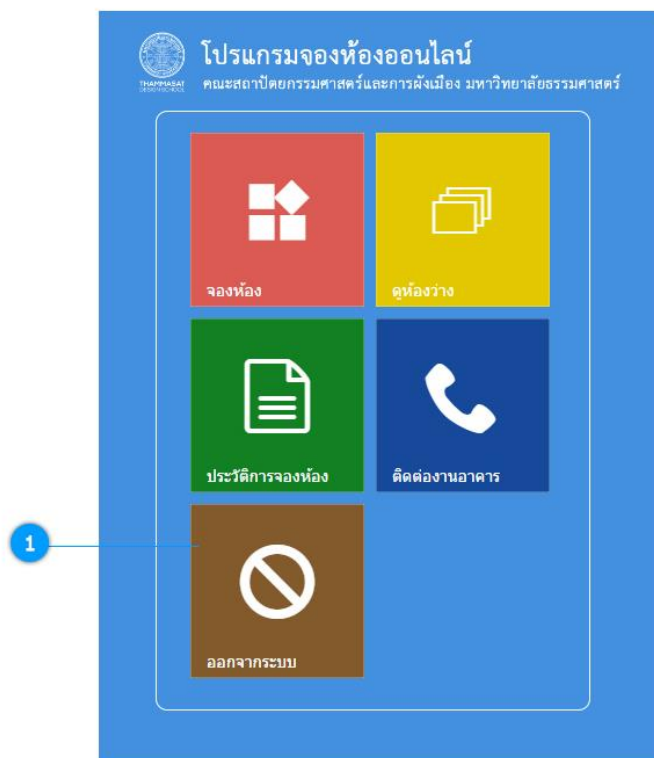 โปรแกรมจองห้องออนไลน์
คณะสถาปัตยกรรมศาสตร์และการผังเมือง มหาวิทยาลัยธรรมศาสตร์
THAMMASAT
DESIGN SCHOOL
จองห้อง
ดูห้องว่าง
ประวัติการจองห้อง
ติดต่องานอาคาร
1
ออกจากระบบ